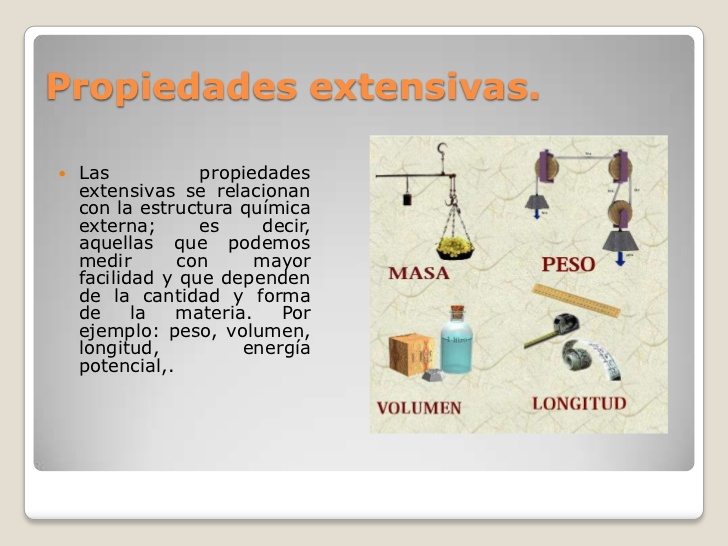 Propiedades extensivas.
Las propiedades
extensivas se relacionan
con la estructura química
externa; es decir,
aquellas que podemos
medir con mayor
facilidad y que dependen
de la cantidad y forma
de la materia. Por
ejemplo: peso, volumen,
longitud, energía
potencial,.
MASA
PESO
VOLUMEN
LONGITUD